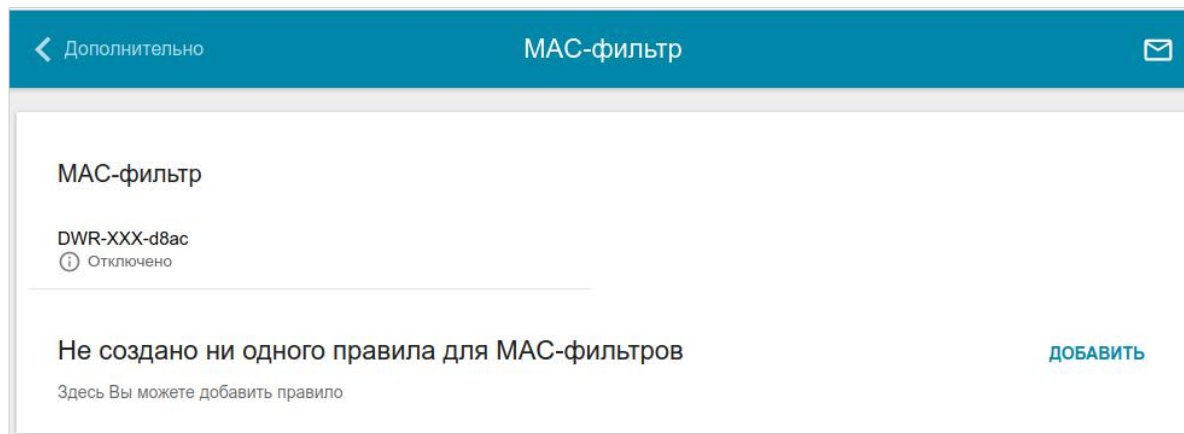 Дополнительно
MAC-фильтр
MAC-фильтр
DWR-XXX-d8ac
Отключено
Не создано ни одного правила для MAC-фильтров
ДОБАВИТЬ
Здесь Вы можете добавить правило